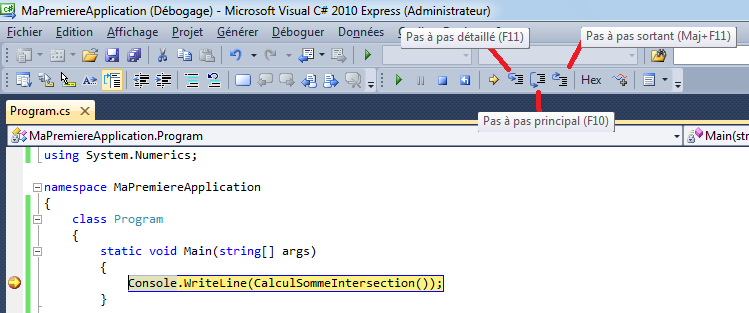 MaPremiereApplication (Débogage) - Microsoft Visual C# 2010 Express (Administrateur)
Fichier Edition Affichage Projet Générer Déboguer Données
Pas à pas détaillé (F11)
Pas à pas sortant (Maj+F11)
Hex
Pas à pas principal (F10)
Program.cs
MaPremiereApplication.Program
Main(str
using System.Numerics;
namespace MaPremiereApplication
{
class Program
{
static void Main(string[] args)
{
Console.WriteLine(CalculSommeIntersection());
}